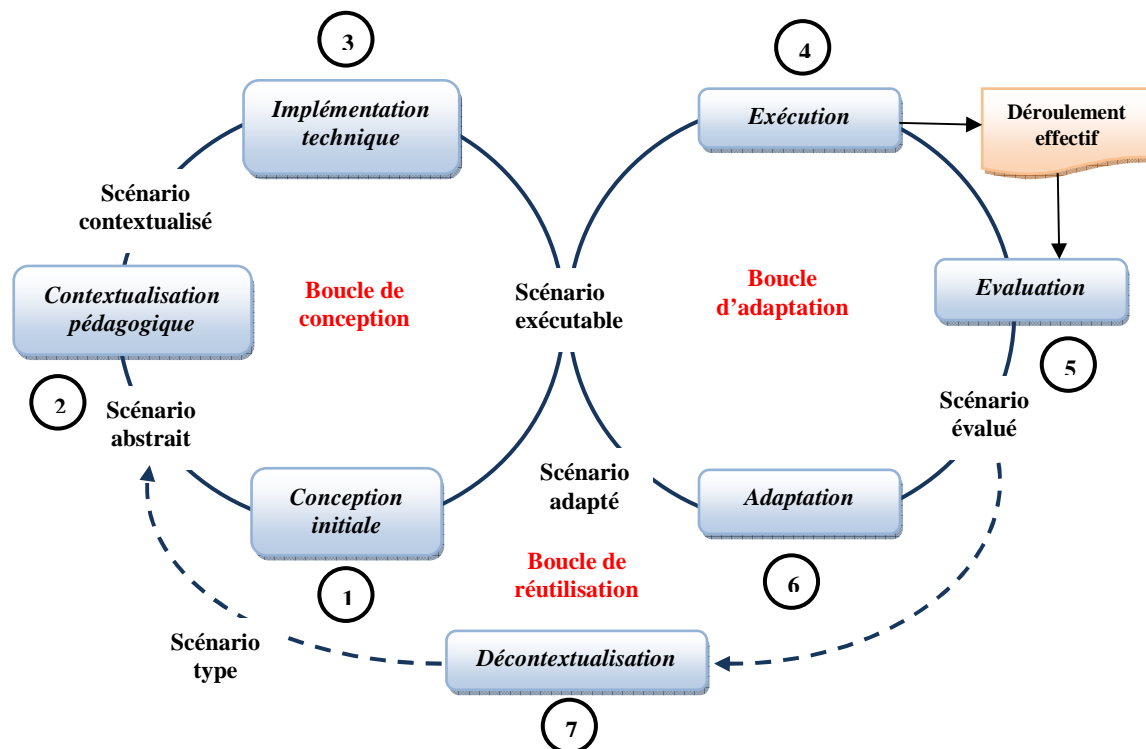 3
4
Implémentation
technique
Exécution
Déroulement
effectif
Scénario
contextualisé
Contextualisation
pédagogique
Boucle de
conception
Scénario
exécutable
Boucle
d’adaptation
Evaluation
2
5
Scénario
abstrait
Scénario
évalué
Conception
initiale
Scénario
adapté
Adaptation
1
Boucle de
réutilisation
6
Scénario
type
Décontextualisation
7